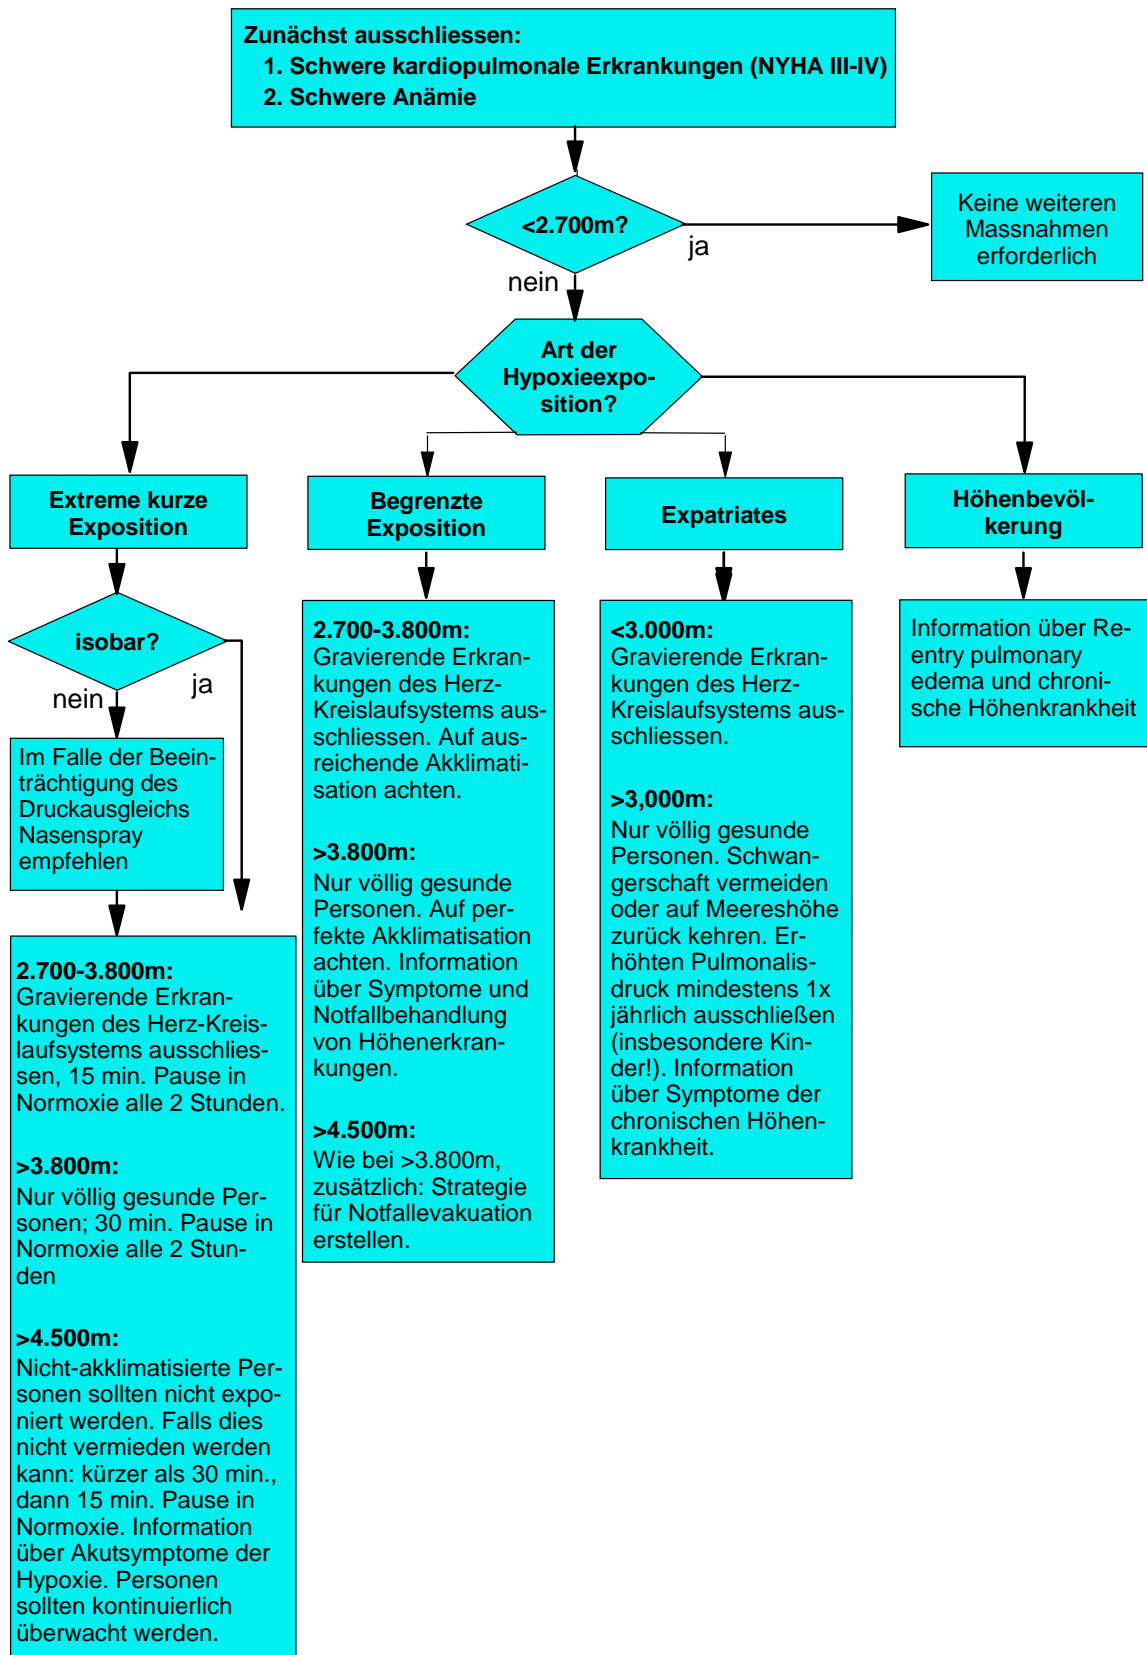 Zunächst ausschliessen:
1. Schwere kardiopulmonale Erkrankungen (NYHA III-IV)
2. Schwere Anämie
<2.700m?
ja
nein
Keine weiteren
Massnahmen
erforderlich
Art der
Hypoxieexpo-
sition?
Extreme kurze
Exposition
isobar?
nein
ja
Im Falle der Beein-
trächtigung des
Druckausgleichs
Nasenspray
empfehlen
2.700-3.800m:
Gravierende Erkran-
kungen des Herz-Kreis-
laufsystems ausschlies-
sen, 15 min. Pause in
Normoxie alle 2 Stunden.
>3.800m:
Nur völlig gesunde Per-
sonen; 30 min. Pause in
Normoxie alle 2 Stun-
den
>4.500m:
Nicht-akklimatisierte Per-
sonen sollten nicht expo-
niert werden. Falls dies
nicht vermieden werden
kann: kürzer als 30 min.,
dann 15 min. Pause in
Normoxie. Information
über Akutsymptome der
Hypoxie. Personen
sollten kontinuierlich
überwacht werden.
Begrenzte
Exposition
2.700-3.800m:
Gravierende Erkran-
kungen des Herz-
Kreislaufsystems aus-
schliessen. Auf aus-
reichende Akklimati-
sation achten.
>3.800m:
Nur völlig gesunde
Personen. Auf per-
fekte Akklimatisation
achten. Information
über Symptome und
Notfallbehandlung
von Höhenerkran-
kungen.
>4.500m:
Wie bei >3.800m,
zusätzlich: Strategie
für Notfallevakuation
erstellen.
Expatriates
<3.000m:
Gravierende Erkran-
kungen des Herz-
Kreislaufsystems aus-
schliessen.
>3,000m:
Nur völlig gesunde
Personen. Schwan-
gerschaft vermeiden
oder auf Meereshöhe
zurück kehren. Er-
höhten Pulmonalis-
druck mindestens 1x
jährlich ausschließen
(insbesondere Kin-
der!). Information
über Symptome der
chronischen Höhen-
krankheit.
Höhenbevöl-
kerung
Information über Re-
entry pulmonary
edema und chroni-
sche Höhenkrankheit